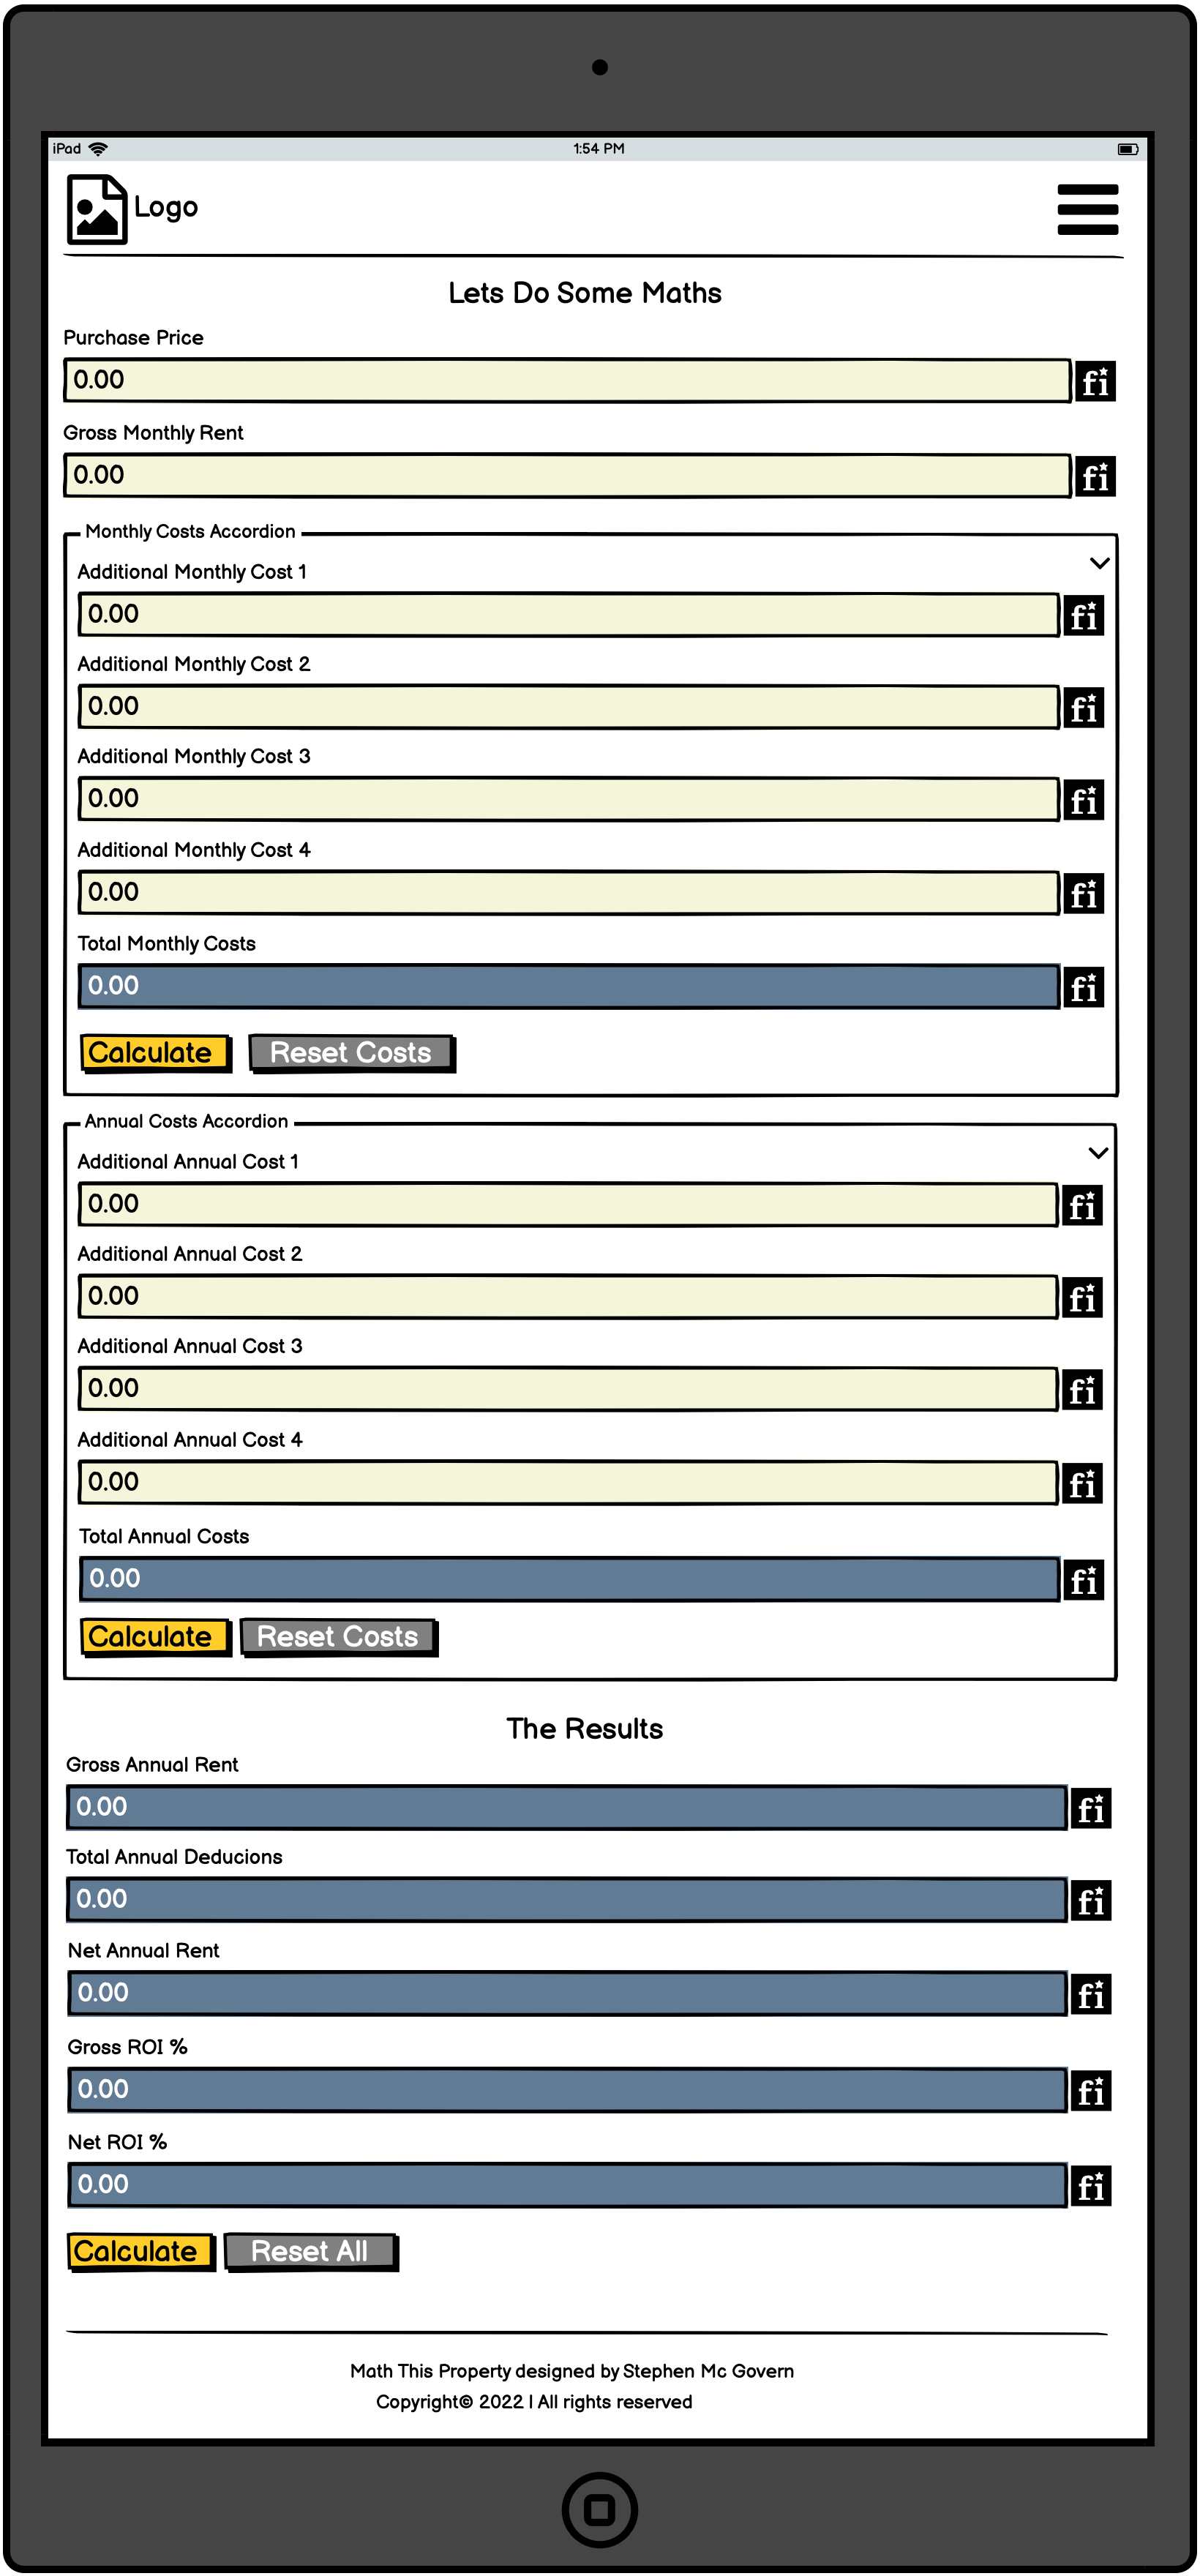 iPad 1:54 PM
Logo
Lets Do Some Maths
Purchase Price
0.00 fi
Gross Monthly Rent
0.00 fi
Monthly Costs Accordion
Additional Monthly Cost 1
0.00 fi
Additional Monthly Cost 2
0.00 fi
Additional Monthly Cost 3
0.00 fi
Additional Monthly Cost 4
0.00 fi
Total Monthly Costs
0.00 fi
Calculate Reset Costs
Annual Costs Accordion
Additional Annual Cost 1
0.00 fi
Additional Annual Cost 2
0.00 fi
Additional Annual Cost 3
0.00 fi
Additional Annual Cost 4
0.00 fi
Total Annual Costs
0.00 fi
Calculate Reset Costs
The Results
Gross Annual Rent
0.00 fi
Total Annual Deducions
0.00 fi
Net Annual Rent
0.00 fi
Gross ROI %
0.00 fi
Net ROI %
0.00 fi
Calculate Reset All
Math This Property designed by Stephen Mc Govern
Copyright© 2022 | All rights reserved